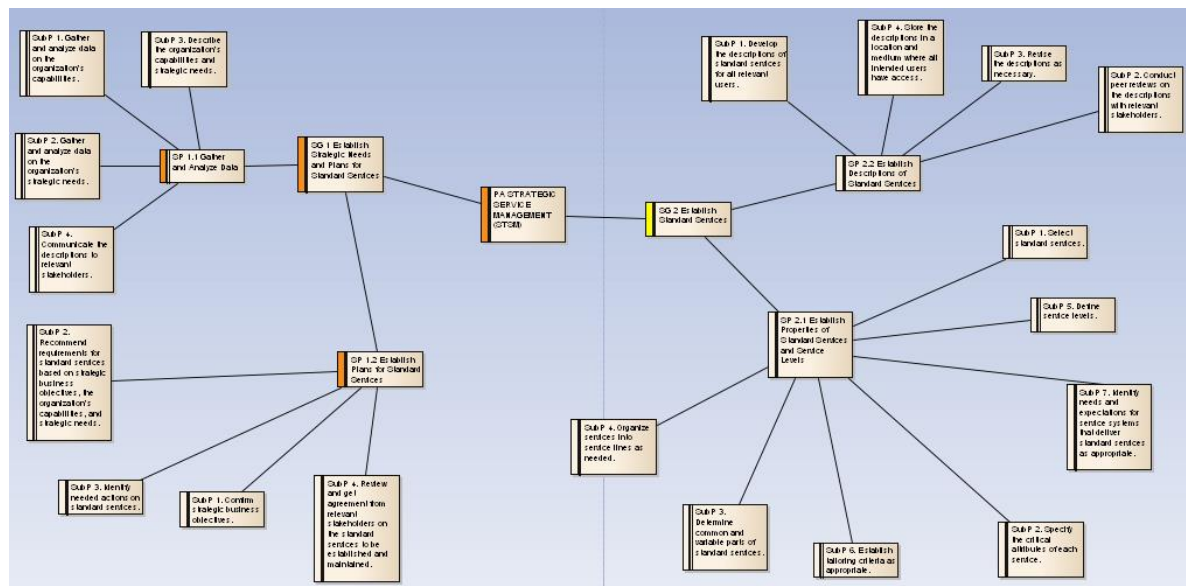 SubP 1. Gather
and analyze data
on the
organization's
capabilities.
SubP 3. Describe
the organization's
capabilities and
strategic needs.
SubP 2. Gather
and analyze data
on the
organization's
strategic needs.
SP 1.1 Gather
and Analyze Data
SubP 4.
Communicate the
descriptions to
relevant
stakeholders.
SG 1 Establish
Strategic Needs
and Plans for
Standard Services
PA STRATEGIC
SERVICE
MANAGEMENT
(STSM)
SubP 2.
Recommend
requirements for
standard services
based on strategic
business
objectives, the
organization's
capabilities, and
strategic needs.
SP 1.2 Establish
Plans for Standard
Services
SubP 3. Identify
needed actions on
standard services.
SubP 1. Confirm
strategic business
objectives.
SubP 4. Review
and get
agreement from
relevant
stakeholders on
the standard
services to be
established and
maintained.
SG 2 Establish
Standard Services
SubP 1. Develop
the descriptions of
standard services
for all relevant
users.
SubP 4. Store the
descriptions in a
location and
medium where all
intended users
have access.
SubP 3. Revise
the descriptions as
necessary.
SubP 2. Conduct
peer reviews on
the descriptions
with relevant
stakeholders.
SP 2.2 Establish
Descriptions of
Standard Services
SubP 1. Select
standard services.
SubP 5. Define
service levels.
SP 2.1 Establish
Properties of
Standard Services
and Service
Levels
SubP 7. Identify
needs and
expectations for
service systems
that deliver
standard services
as appropriate.
SubP 4. Organize
services into
service lines as
needed.
SubP 3.
Determine
common and
variable parts of
standard services.
SubP 6. Establish
tailoring criteria as
appropriate.
SubP 2. Specify
the critical
attributes of each
service.